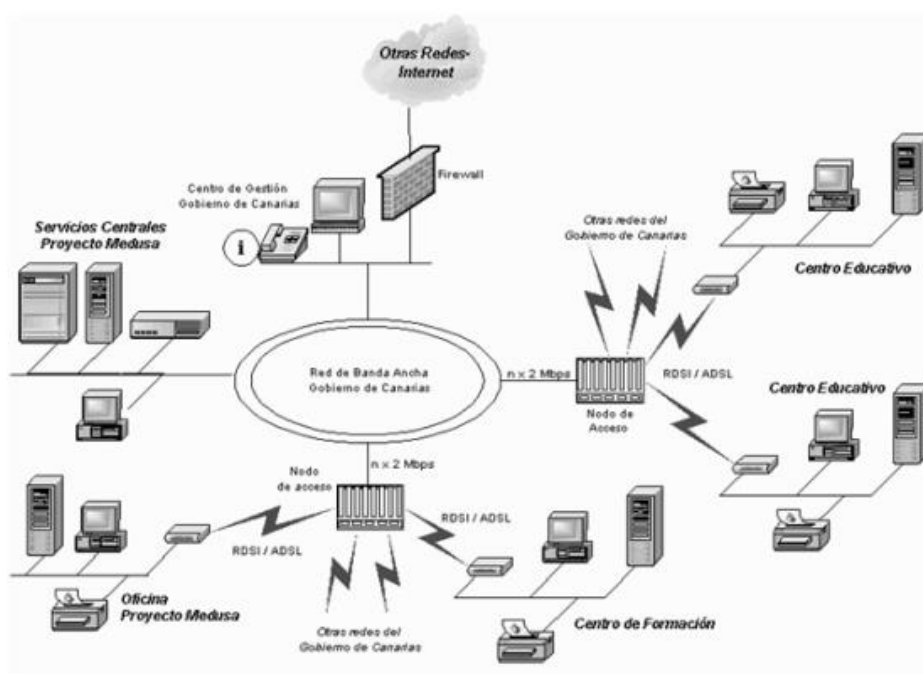 Otras Redes-
Internet
Firewall
Centro de Gestión
Gobierno de Canarias
i
Servicios Centrales
Proyecto Medusa
Otras redes del
Gobierno de Canarias
Centro Educativo
Red de Banda Ancha
Gobierno de Canarias
n x 2 Mbps
RDSI / ADSL
Nodo de
Acceso
Centro Educativo
n x 2 Mbps
Nodo
de acceso
RDSI / ADSL
RDSI / ADSL
Oficina
Proyecto Medusa
Otras redes del
Gobierno de Canarias
Centro de Formación